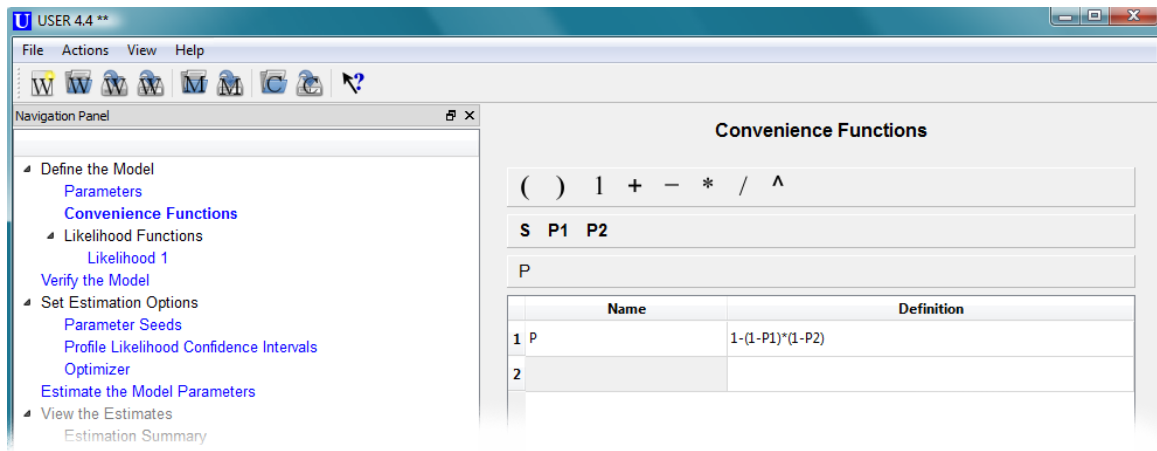 U USER 4.4 **
File Actions View Help
W W W W M M C C ?
Navigation Panel
Convenience Functions
Define the Model
Parameters
Convenience Functions
Likelihood Functions
Likelihood 1
Verify the Model
Set Estimation Options
Parameter Seeds
Profile Likelihood Confidence Intervals
Optimizer
Estimate the Model Parameters
View the Estimates
Estimation Summary
( ) 1 + − * / ^
S P1 P2
P
Name Definition
1 P 1-(1-P1)*(1-P2)
2